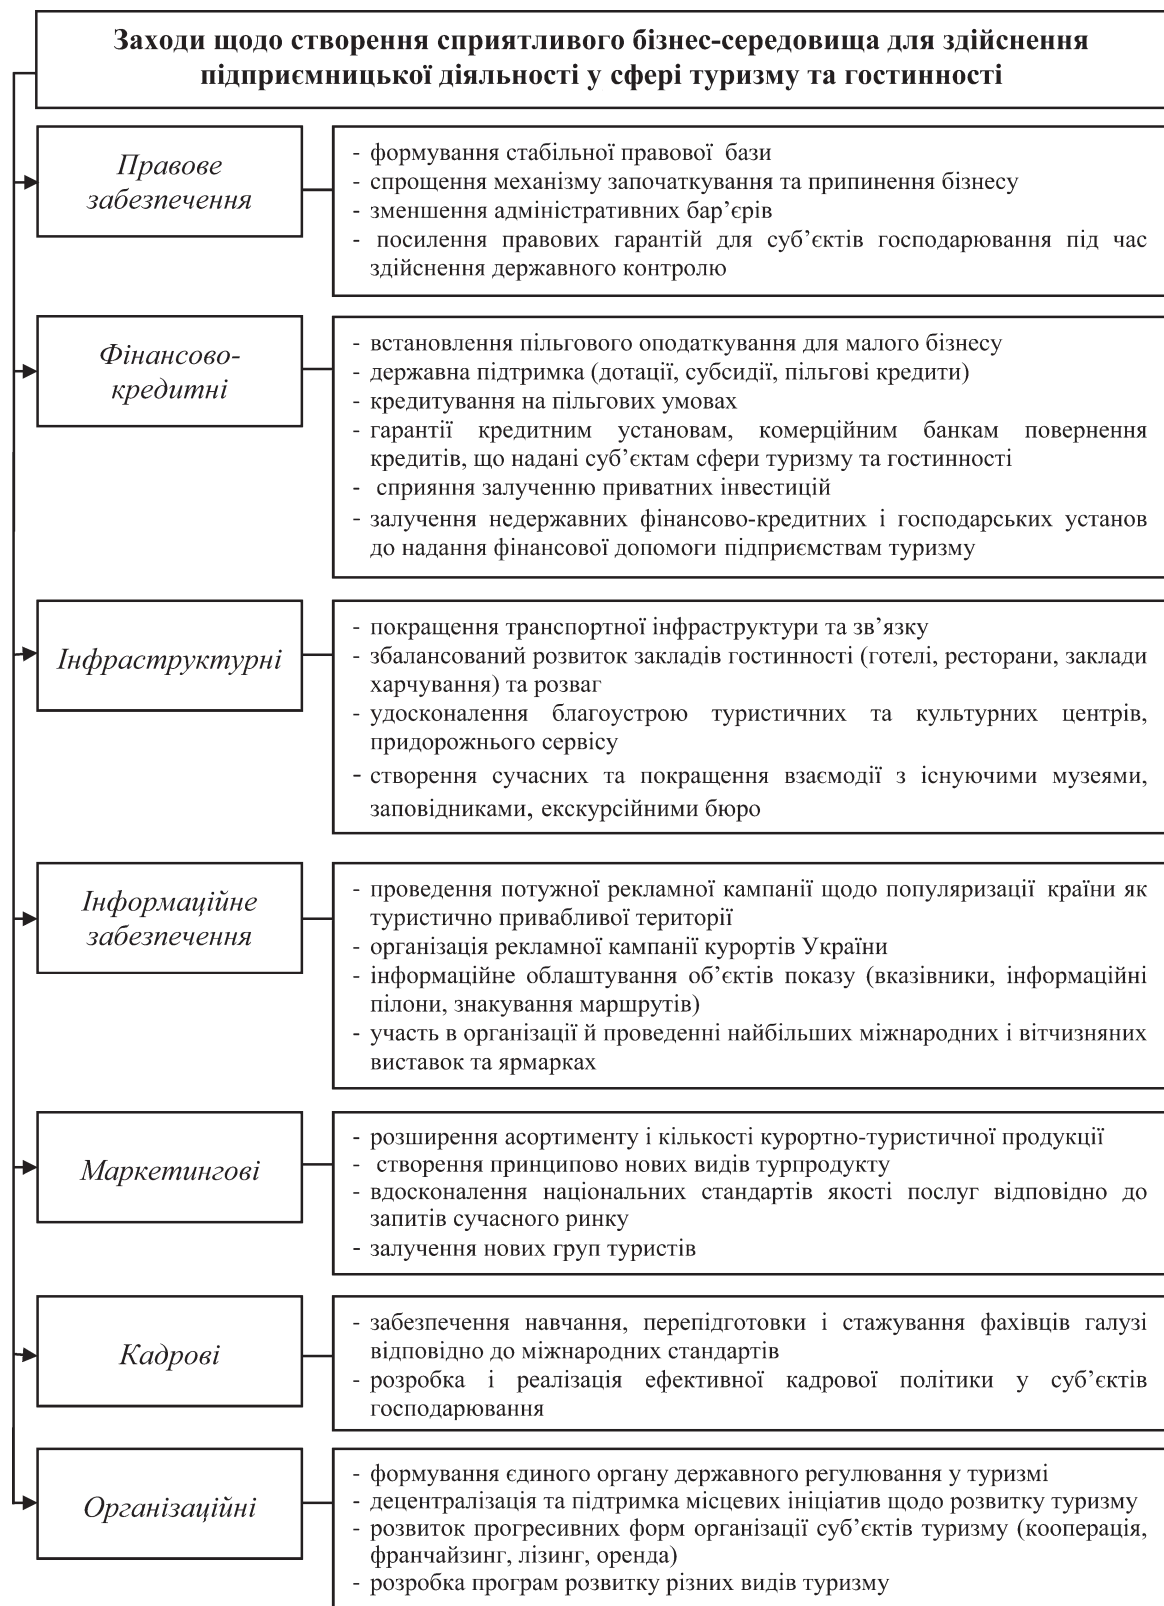 Заходи щодо створення сприятливого бізнес-середовища для здійснення
підприємницької діяльності у сфері туризму та гостинності
Правове
забезпечення
- формування стабільної правової бази
- спрощення механізму започаткування та припинення бізнесу
- зменшення адміністративних бар’єрів
- посилення правових гарантій для суб’єктів господарювання під час
здійснення державного контролю
Фінансово-
кредитні
- встановлення пільгового оподаткування для малого бізнесу
- державна підтримка (дотації, субсидії, пільгові кредити)
- кредитування на пільгових умовах
- гарантії кредитним установам, комерційним банкам повернення
кредитів, що надані суб’єктам сфери туризму та гостинності
- сприяння залученню приватних інвестицій
- залучення недержавних фінансово-кредитних і господарських установ
до надання фінансової допомоги підприємствам туризму
Інфраструктурні
- покращення транспортної інфраструктури та зв’язку
- збалансований розвиток закладів гостинності (готелі, ресторани, заклади
харчування) та розваг
- удосконалення благоустрою туристичних та культурних центрів,
придорожнього сервісу
- створення сучасних та покращення взаємодії з існуючими музеями,
заповідниками, екскурсійними бюро
Інформаційне
забезпечення
- проведення потужної рекламної кампанії щодо популяризації країни як
туристично привабливої території
- організація рекламної кампанії курортів України
- інформаційне облаштування об’єктів показу (вказівники, інформаційні
пілони, знакування маршрутів)
- участь в організації й проведенні найбільших міжнародних і вітчизняних
виставок та ярмарках
Маркетингові
- розширення асортименту і кількості курортно-туристичної продукції
- створення принципово нових видів турпродукту
- вдосконалення національних стандартів якості послуг відповідно до
запитів сучасного ринку
- залучення нових груп туристів
Кадрові
- забезпечення навчання, перепідготовки і стажування фахівців галузі
відповідно до міжнародних стандартів
- розробка і реалізація ефективної кадрової політики у суб’єктів
господарювання
Організаційні
- формування єдиного органу державного регулювання у туризмі
- децентралізація та підтримка місцевих ініціатив щодо розвитку туризму
- розвиток прогресивних форм організації суб’єктів туризму (кооперація,
франчайзинг, лізинг, оренда)
- розробка програм розвитку різних видів туризму